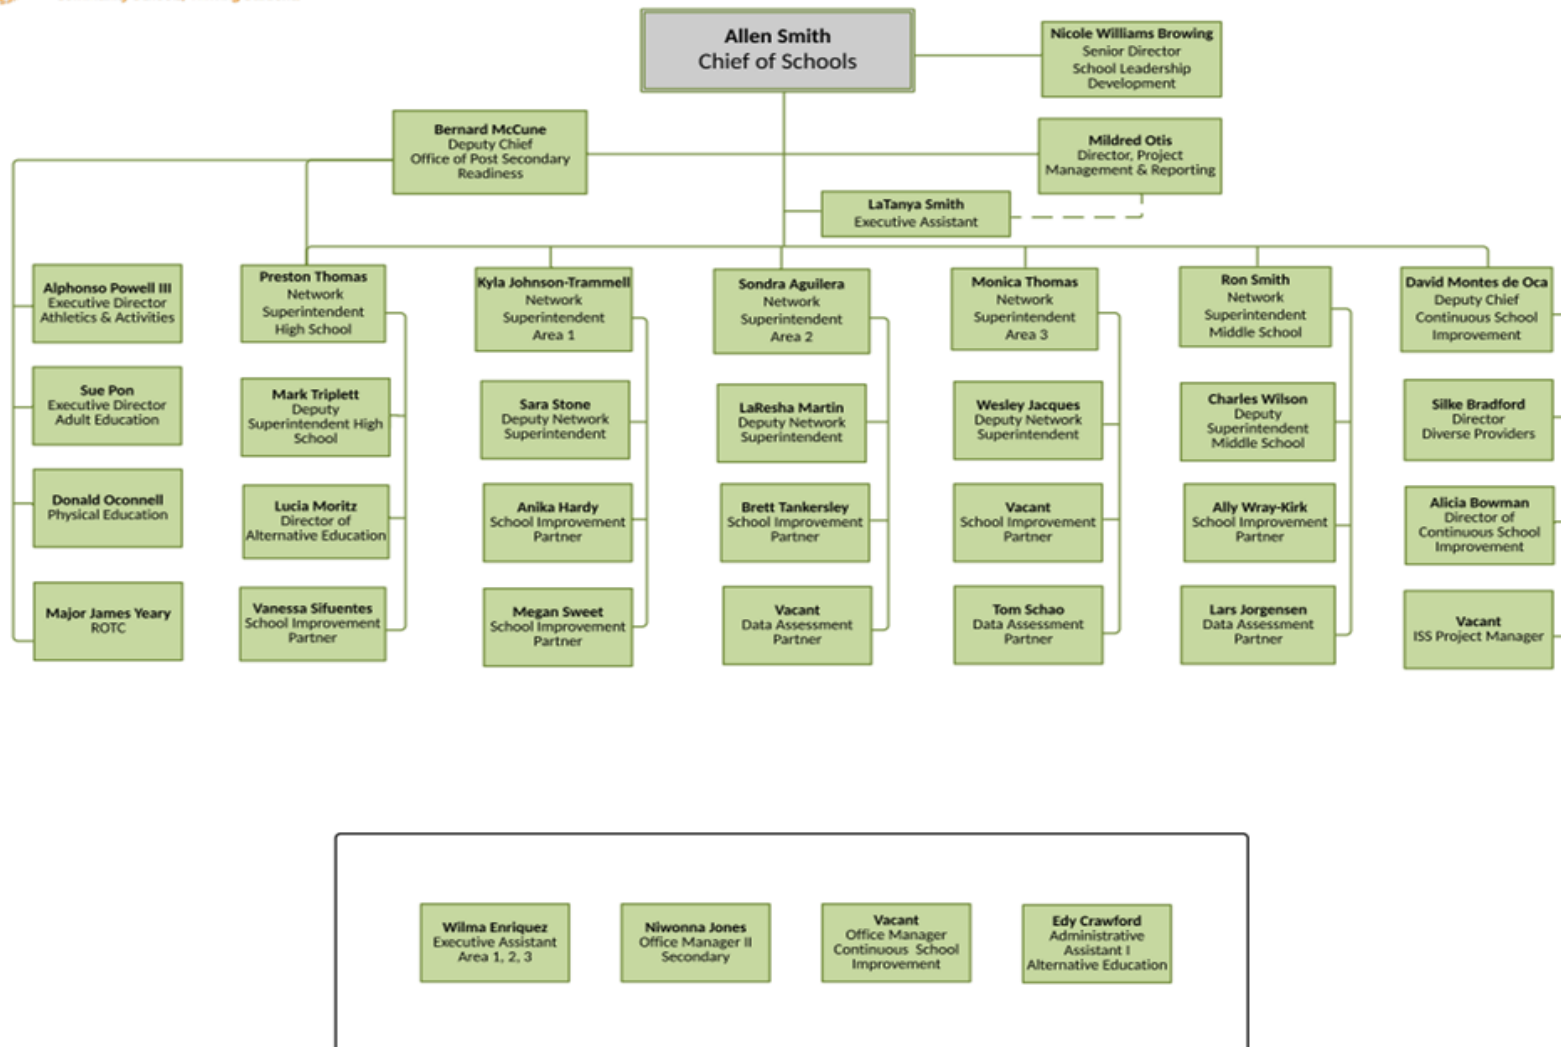 Allen Smith
Chief of Schools
Nicole Williams Browing
Senior Director
School Leadership
Development
Bernard McCune
Deputy Chief
Office of Post Secondary
Readiness
Mildred Otis
Director, Project
Management & Reporting
LaTanya Smith
Executive Assistant
Alphonso Powell III
Executive Director
Athletics & Activities
Preston Thomas
Network
Superintendent
High School
Kyla Johnson-Trammell
Network
Superintendent
Area 1
Sondra Aguilera
Network
Superintendent
Area 2
Monica Thomas
Network
Superintendent
Area 3
Ron Smith
Network
Superintendent
Middle School
David Montes de Oca
Deputy Chief
Continuous School
Improvement
Sue Pon
Executive Director
Adult Education
Mark Triplett
Deputy
Superintendent High
School
Sara Stone
Deputy Network
Superintendent
LaResha Martin
Deputy Network
Superintendent
Wesley Jacques
Deputy Network
Superintendent
Charles Wilson
Deputy
Superintendent
Middle School
Silke Bradford
Director
Diverse Providers
Donald Oconnell
Physical Education
Lucia Moritz
Director of
Alternative Education
Anika Hardy
School Improvement
Partner
Brett Tankersley
School Improvement
Partner
Vacant
School Improvement
Partner
Ally Wray-Kirk
School Improvement
Partner
Alicia Bowman
Director of
Continuous School
Improvement
Major James Yeary
ROTC
Vanessa Sifuentes
School Improvement
Partner
Megan Sweet
School Improvement
Partner
Vacant
Data Assessment
Partner
Tom Schao
Data Assessment
Partner
Lars Jorgensen
Data Assessment
Partner
Vacant
ISS Project Manager
Wilma Enriquez
Executive Assistant
Area 1, 2, 3
Niwonna Jones
Office Manager II
Secondary
Vacant
Office Manager
Continuous School
Improvement
Edy Crawford
Administrative
Assistant I
Alternative Education